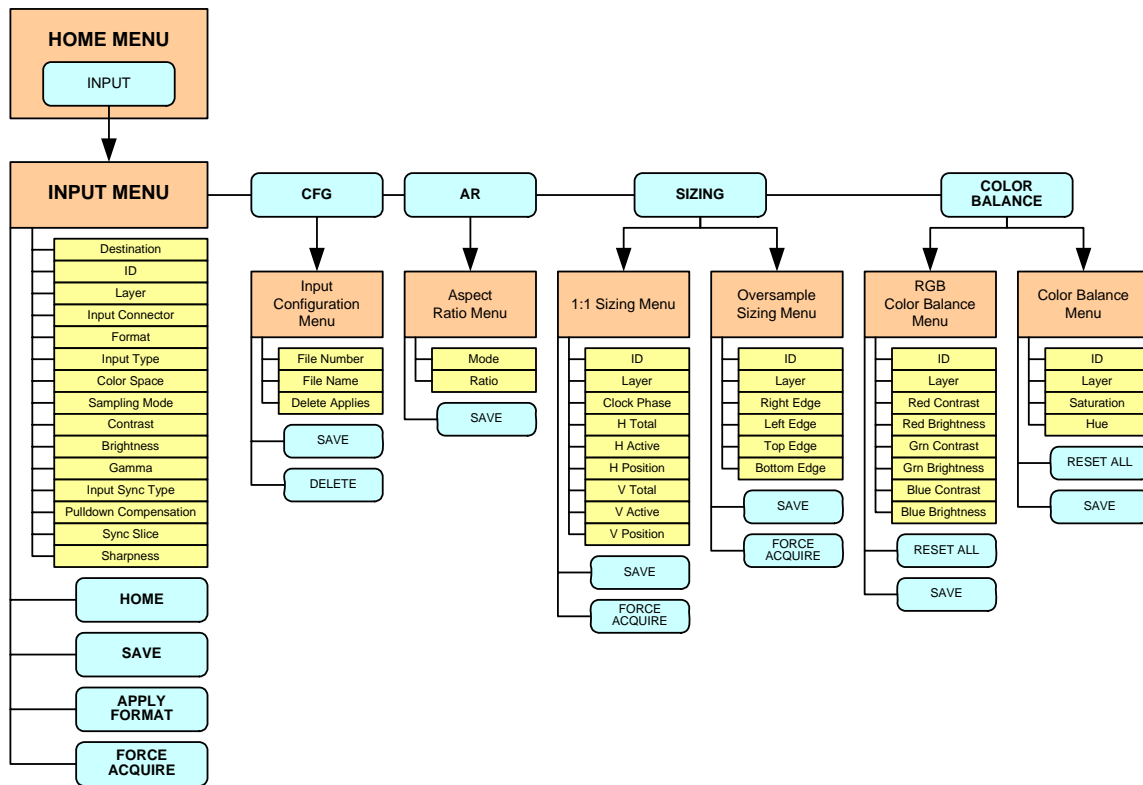 HOME MENU
INPUT
INPUT MENU
CFG
AR
SIZING
COLOR
BALANCE
Destination
ID
Layer
Input Connector
Format
Input Type
Color Space
Sampling Mode
Contrast
Brightness
Gamma
Input Sync Type
Pulldown Compensation
Sync Slice
Sharpness
HOME
SAVE
APPLY
FORMAT
FORCE
ACQUIRE
Input
Configuration
Menu
File Number
File Name
Delete Applies
SAVE
DELETE
Aspect
Ratio Menu
Mode
Ratio
SAVE
1:1 Sizing Menu
ID
Layer
Clock Phase
H Total
H Active
H Position
V Total
V Active
V Position
SAVE
FORCE
ACQUIRE
Oversample
Sizing Menu
ID
Layer
Right Edge
Left Edge
Top Edge
Bottom Edge
SAVE
FORCE
ACQUIRE
RGB
Color Balance
Menu
ID
Layer
Red Contrast
Red Brightness
Grn Contrast
Grn Brightness
Blue Contrast
Blue Brightness
RESET ALL
SAVE
Color Balance
Menu
ID
Layer
Saturation
Hue
RESET ALL
SAVE